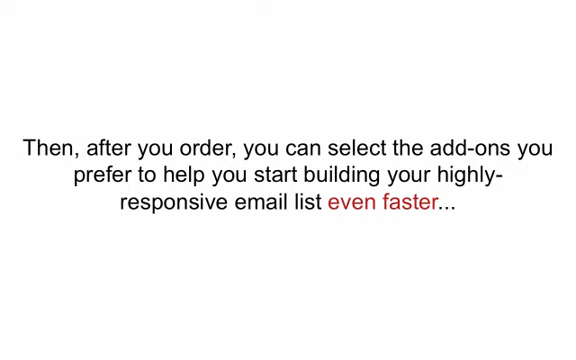 Then, after you order, you can select the add-ons you
prefer to help you start building your highly-
responsive email list even faster...